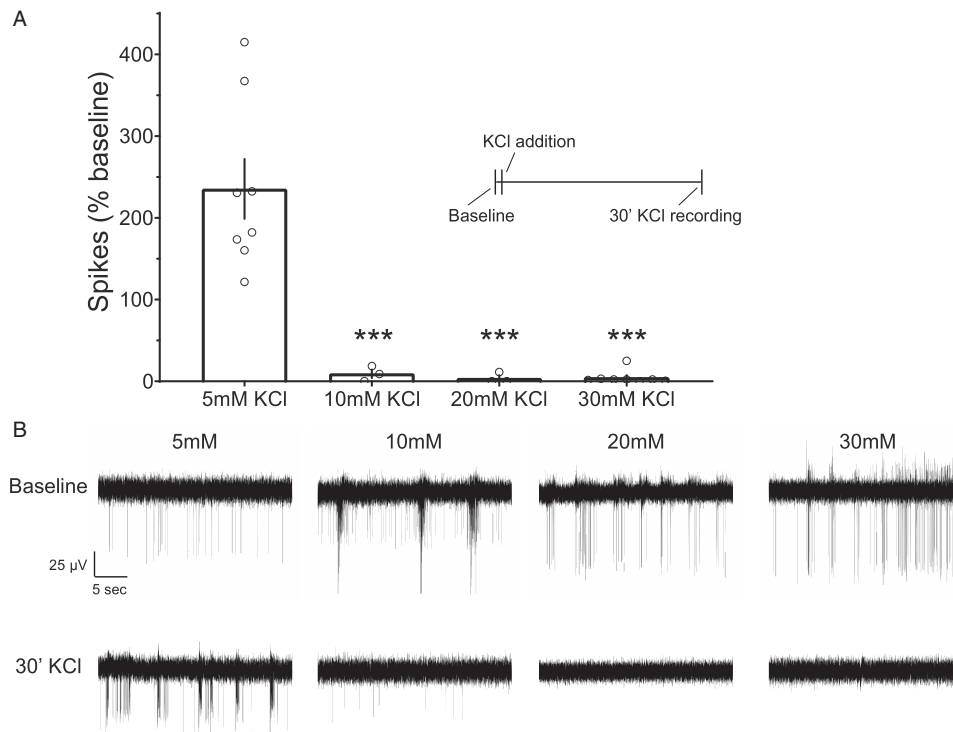 A
Spikes (% baseline)
400
300
200
100
0
KCl addition
Baseline
30' KCl recording
***
***
***
5mM KCl
10mM KCl
20mM KCl
30mM KCl
B
5mM
10mM
20mM
30mM
Baseline
25 µV
5 sec
30' KCl